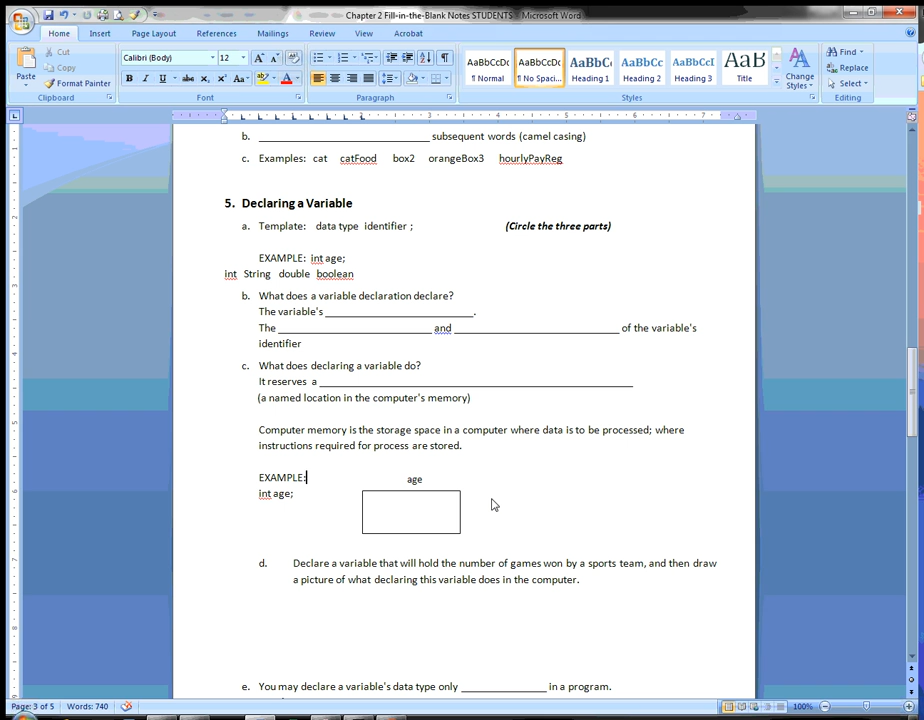 Chapter 2 Fill-in-the-Blank Notes STUDENTS - Microsoft Word
Home Insert Page Layout References Mailings Review View Acrobat
Cut
Copy
Format Painter
Paste
Clipboard
Calibri (Body) 12
B I U abc x₂ x² Aa
Font
Paragraph
AaBbCcDc AaBbCcDc AaBbC AaBbCc AaBbCcI AaB
¶ Normal ¶ No Spaci... Heading 1 Heading 2 Heading 3 Title
Change Styles
Styles
Find
Replace
Select
Editing
b. ______________________________ subsequent words (camel casing)
c. Examples: cat catFood box2 orangeBox3 hourlyPayReg
5. Declaring a Variable
a. Template: data type identifier ; (Circle the three parts)
EXAMPLE: int age;
int String double boolean
b. What does a variable declaration declare?
The variable's __________________________.
The ___________________________ and _____________________________ of the variable's
identifier
c. What does declaring a variable do?
It reserves a _______________________________________________________
(a named location in the computer's memory)
Computer memory is the storage space in a computer where data is to be processed; where
instructions required for process are stored.
EXAMPLE: age
int age;
d. Declare a variable that will hold the number of games won by a sports team, and then draw
a picture of what declaring this variable does in the computer.
e. You may declare a variable's data type only _______________ in a program.
Page: 3 of 5 Words: 740 100%